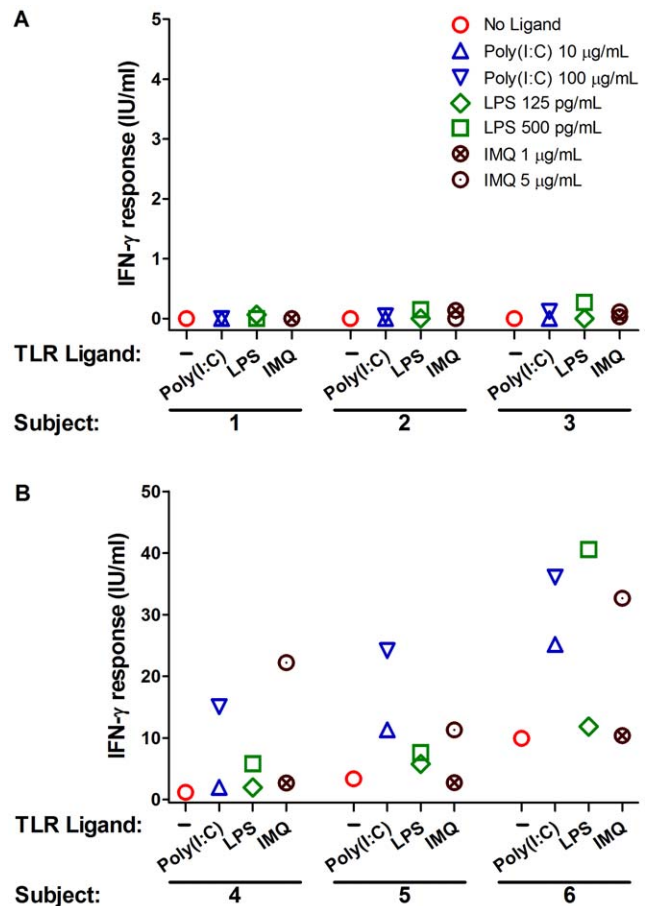 A
IFN-γ response (IU/ml)
5
4
3
2
1
0
No Ligand
Poly(I:C) 10 μg/mL
Poly(I:C) 100 μg/mL
LPS 125 pg/mL
LPS 500 pg/mL
IMQ 1 μg/mL
IMQ 5 μg/mL
TLR Ligand: – Poly(I:C) LPS IMQ – Poly(I:C) LPS IMQ – Poly(I:C) LPS IMQ
Subject: 1 2 3
B
IFN-γ response (IU/ml)
50
40
30
20
10
0
TLR Ligand: – Poly(I:C) LPS IMQ – Poly(I:C) LPS IMQ – Poly(I:C) LPS IMQ
Subject: 4 5 6